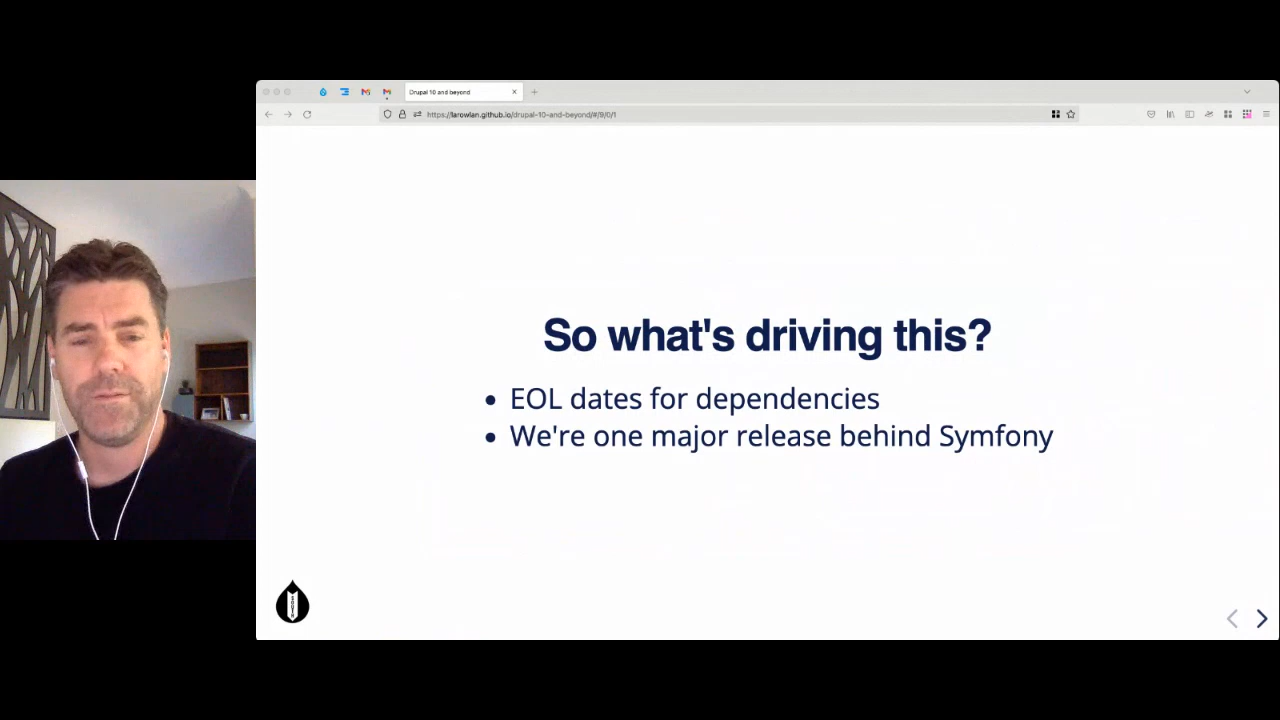 Drupal 10 and beyond
https://larowlan.github.io/drupal-10-and-beyond/#/9/0/1
So what's driving this?
• EOL dates for dependencies
• We're one major release behind Symfony